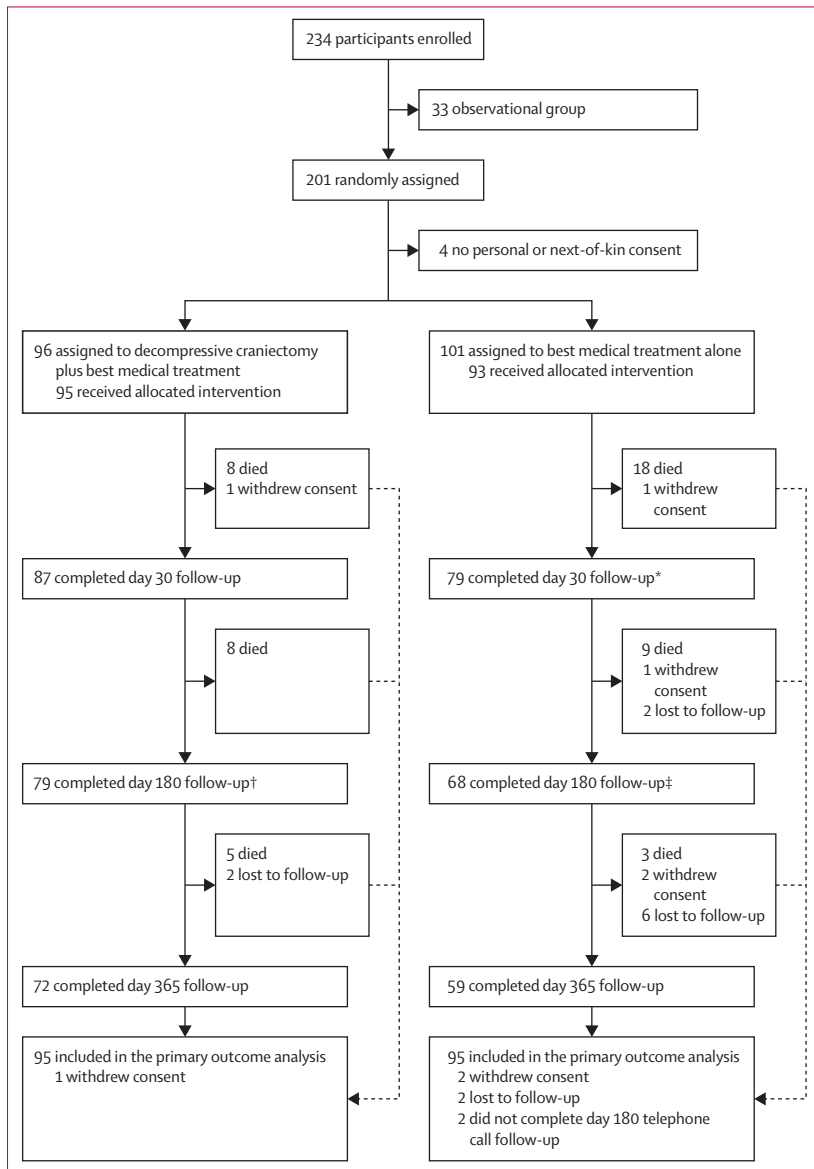 234 participants enrolled
33 observational group
201 randomly assigned
4 no personal or next-of-kin consent
96 assigned to decompressive craniectomy
plus best medical treatment
95 received allocated intervention
101 assigned to best medical treatment alone
93 received allocated intervention
8 died
1 withdrew consent
18 died
1 withdrew
consent
87 completed day 30 follow-up
79 completed day 30 follow-up*
8 died
9 died
1 withdrew
consent
2 lost to follow-up
79 completed day 180 follow-up†
68 completed day 180 follow-up‡
5 died
2 lost to follow-up
3 died
2 withdrew
consent
6 lost to follow-up
72 completed day 365 follow-up
59 completed day 365 follow-up
95 included in the primary outcome analysis
1 withdrew consent
95 included in the primary outcome analysis
2 withdrew consent
2 lost to follow-up
2 did not complete day 180 telephone
call follow-up